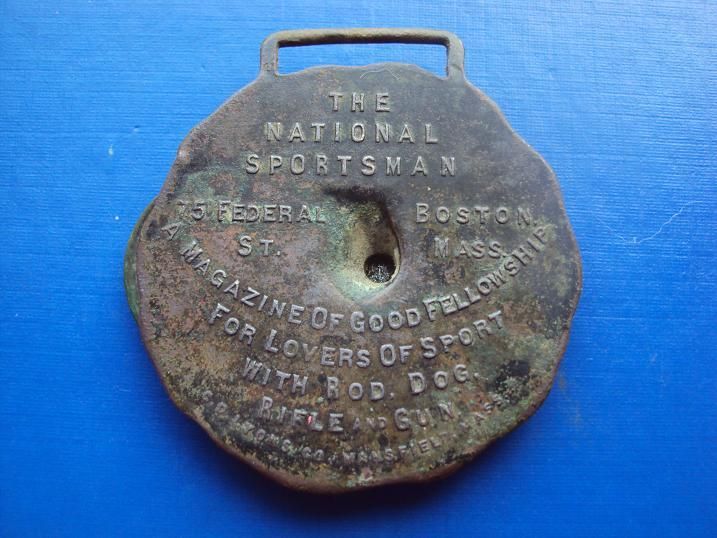 THE
NATIONAL
SPORTSMAN
75 FEDERAL ST.
BOSTON. MASS.
A MAGAZINE OF GOOD FELLOWSHIP
FOR LOVERS OF SPORT
WITH ROD. DOG.
RIFLE AND GUN.
CO. MANSFIELD. MASS.